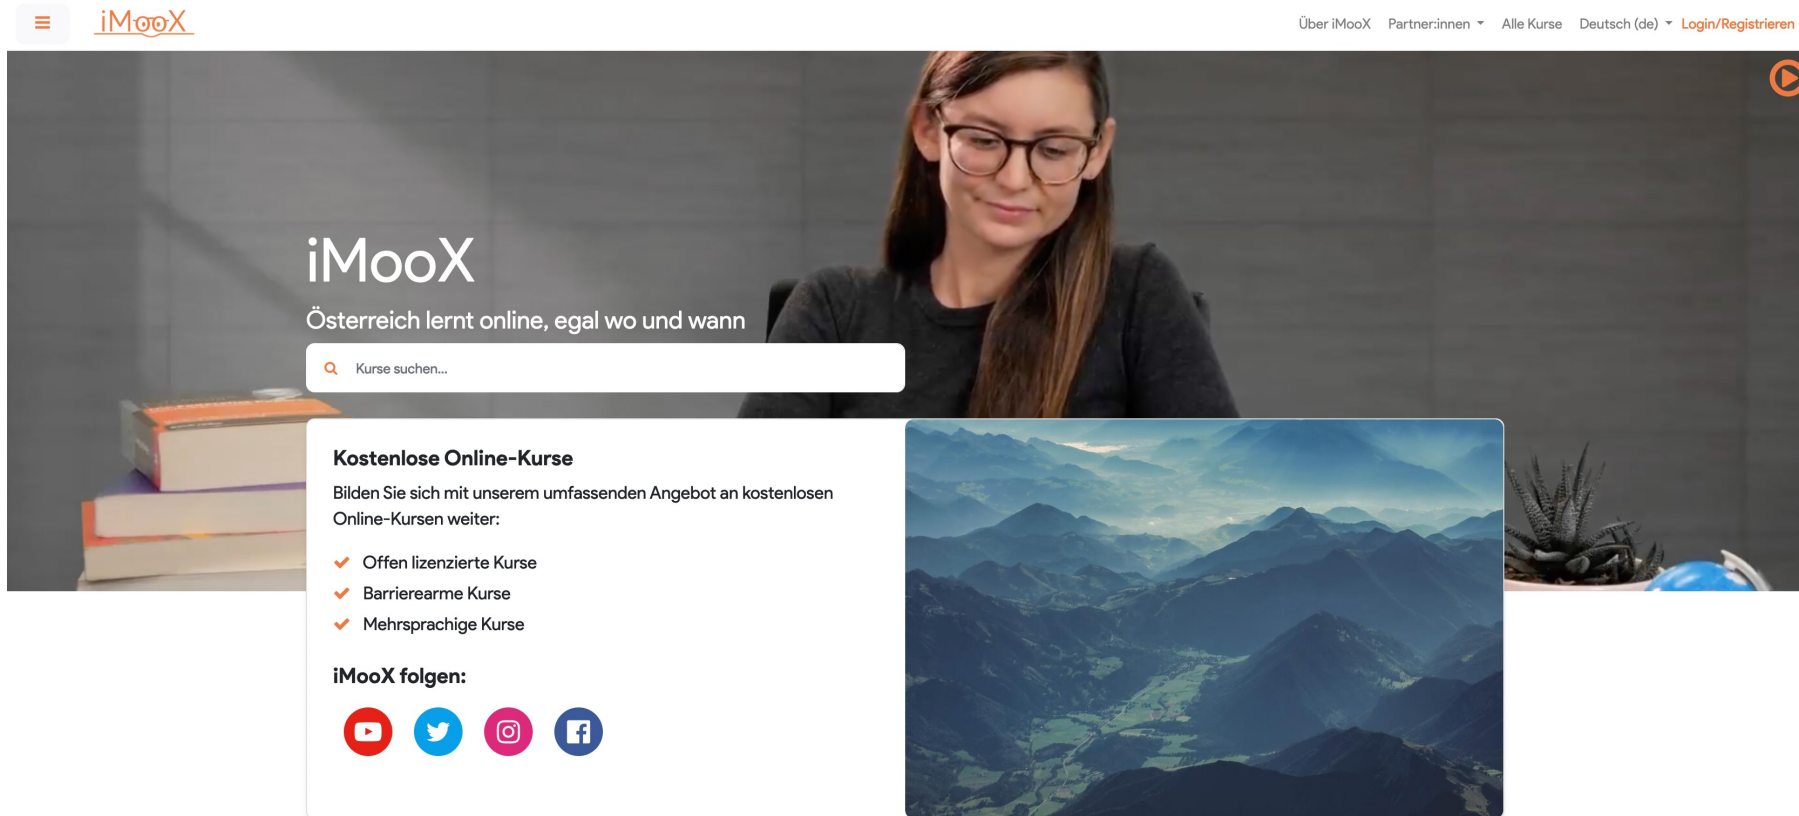 iMooX
Über iMooX Partner:innen Alle Kurse Deutsch (de) Login/Registrieren
iMooX
Österreich lernt online, egal wo und wann
Kurse suchen...
Kostenlose Online-Kurse
Bilden Sie sich mit unserem umfassenden Angebot an kostenlosen
Online-Kursen weiter:
Offen lizenzierte Kurse
Barrierearme Kurse
Mehrsprachige Kurse
iMooX folgen: